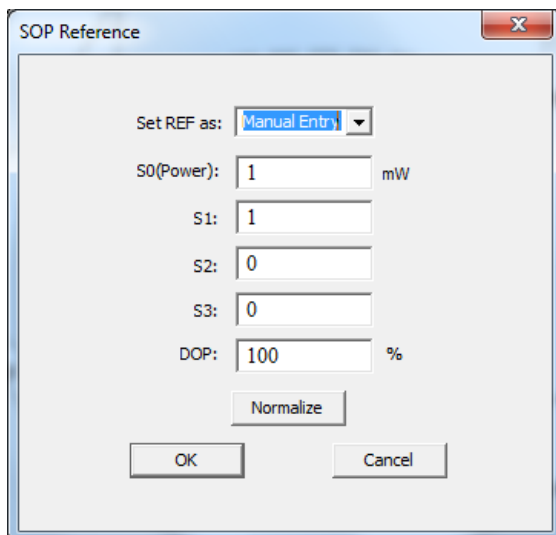 SOP Reference
Set REF as: Manual Entry
S0(Power): 1 mW
S1: 1
S2: 0
S3: 0
DOP: 100 %
Normalize
OK Cancel